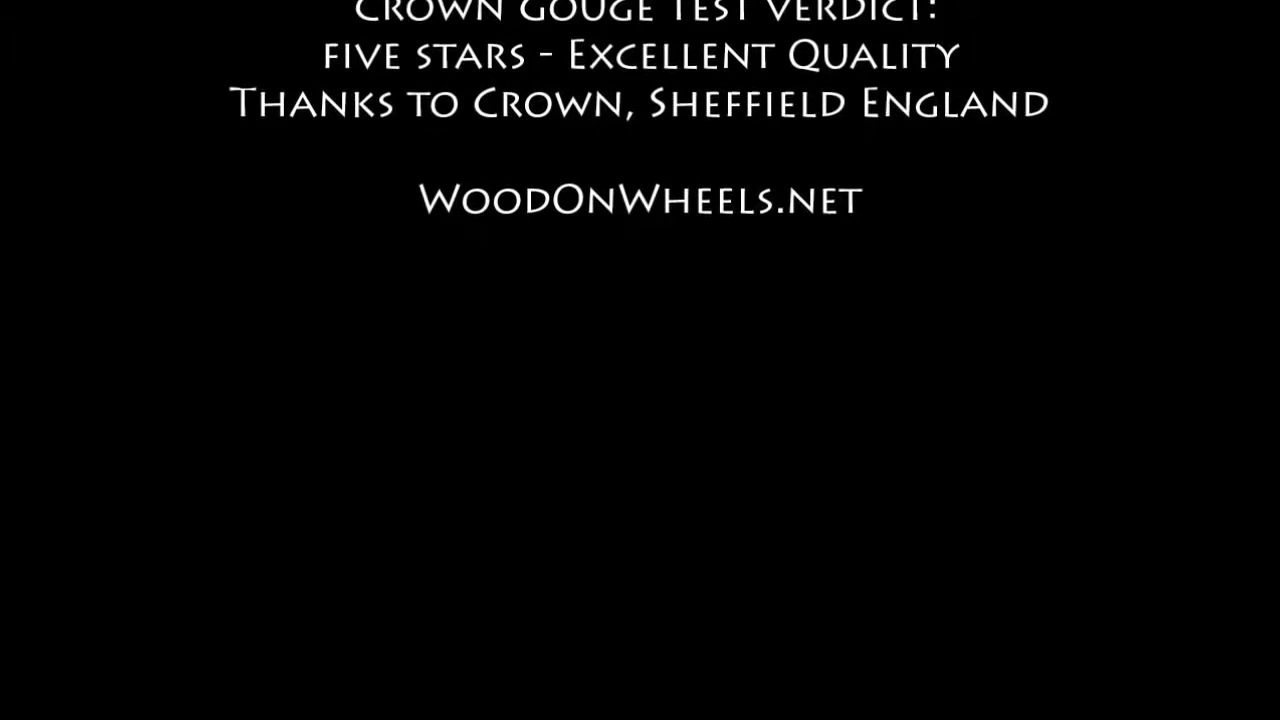 Crown Gouge Test Verdict:
five stars - Excellent Quality
Thanks to Crown, Sheffield England
WoodOnWheels.net